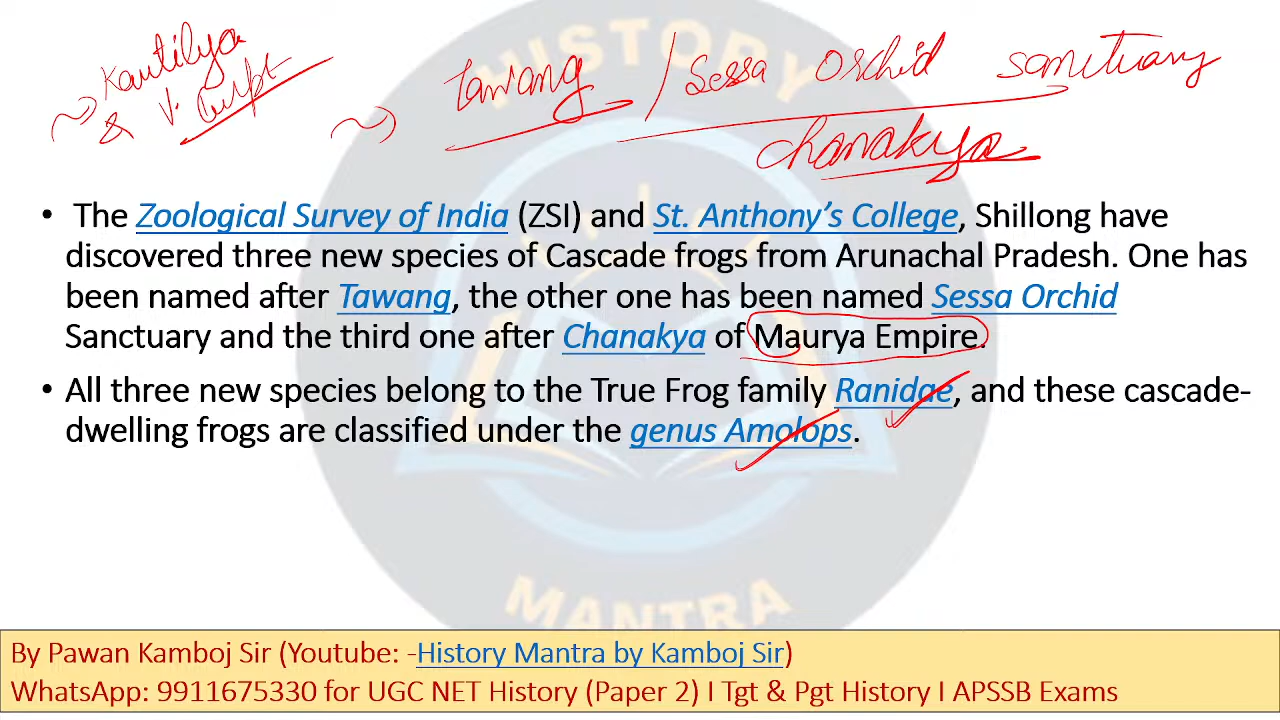 Kautilya
& V. Gupt
Tawang / Sessa Orchid Sanctuary
Chanakya
HISTORY
• The Zoological Survey of India (ZSI) and St. Anthony’s College, Shillong have
discovered three new species of Cascade frogs from Arunachal Pradesh. One has
been named after Tawang, the other one has been named Sessa Orchid
Sanctuary and the third one after Chanakya of Maurya Empire.
• All three new species belong to the True Frog family Ranidae, and these cascade-
dwelling frogs are classified under the genus Amolops.
MANTRA
By Pawan Kamboj Sir (Youtube: -History Mantra by Kamboj Sir)
WhatsApp: 9911675330 for UGC NET History (Paper 2) I Tgt & Pgt History I APSSB Exams